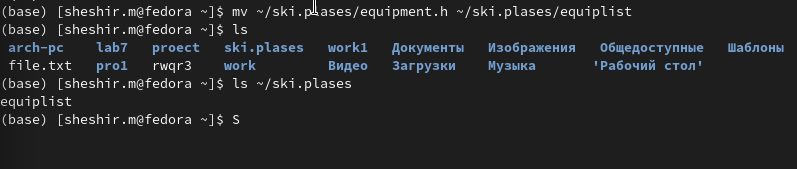 (base) [sheshir.m@fedora ~]$ mv ~/ski.plases/equipment.h ~/ski.plases/equiplist
(base) [sheshir.m@fedora ~]$ ls
arch-pc lab7 proect ski.plases work1 Документы Изображения Общедоступные Шаблоны
file.txt pro1 rwqr3 work Видео Загрузки Музыка 'Рабочий стол'
(base) [sheshir.m@fedora ~]$ ls ~/ski.plases
equiplist
(base) [sheshir.m@fedora ~]$ S